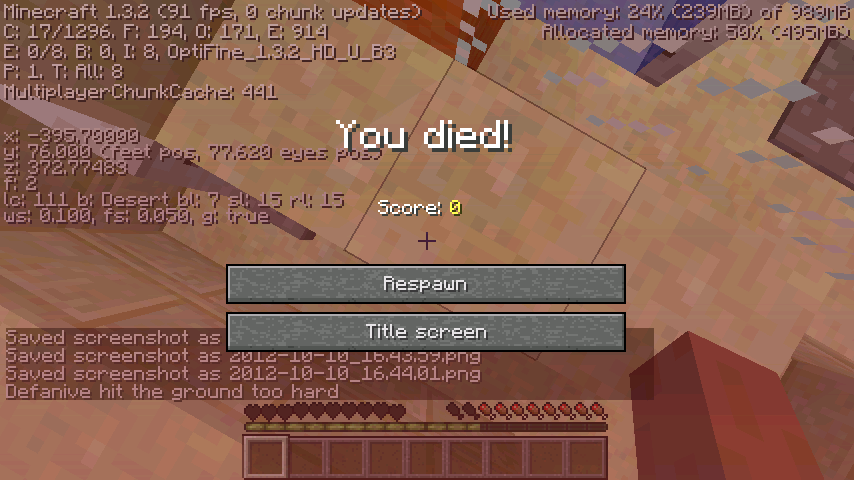 Minecraft 1.3.2 (91 fps, 0 chunk updates)
Used memory: 24% (239MB) of 989MB
C: 17/1296, F: 194, O: 171, E: 914
Allocated memory: 50% (495MB)
E: 0/8, B: 0, I: 8, OptiFine_1.3.2_HD_U_B3
P: 1, T: All: 8
MultiplayerChunkCache: 441
You died!
x: -395.70000
y: 76.000 (feet pos, 77.620 eyes pos)
z: 372.77483
f: 2
lc: 111 b: Desert bl: 7 sl: 15 rl: 15
ws: 0.100, fs: 0.050, g: true
Score: 0
Respawn
Title screen
Saved screenshot as
Saved screenshot as 2012-10-10_16.43.59.png
Saved screenshot as 2012-10-10_16.44.01.png
Defanive hit the ground too hard